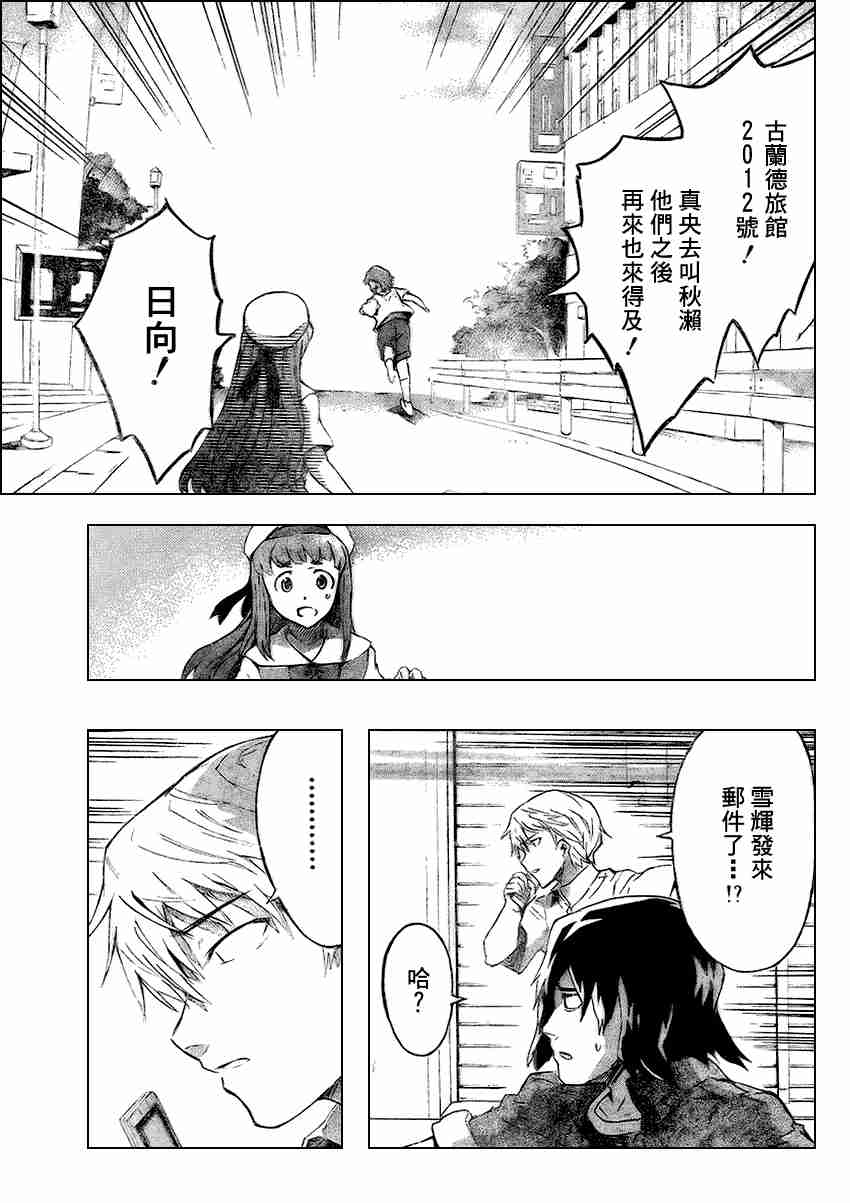 古蘭德旅館
2012號！
真央去叫秋瀨
他們之後
再來也來得及！
日向！
雪輝發來
郵件了…!?
哈？
…………